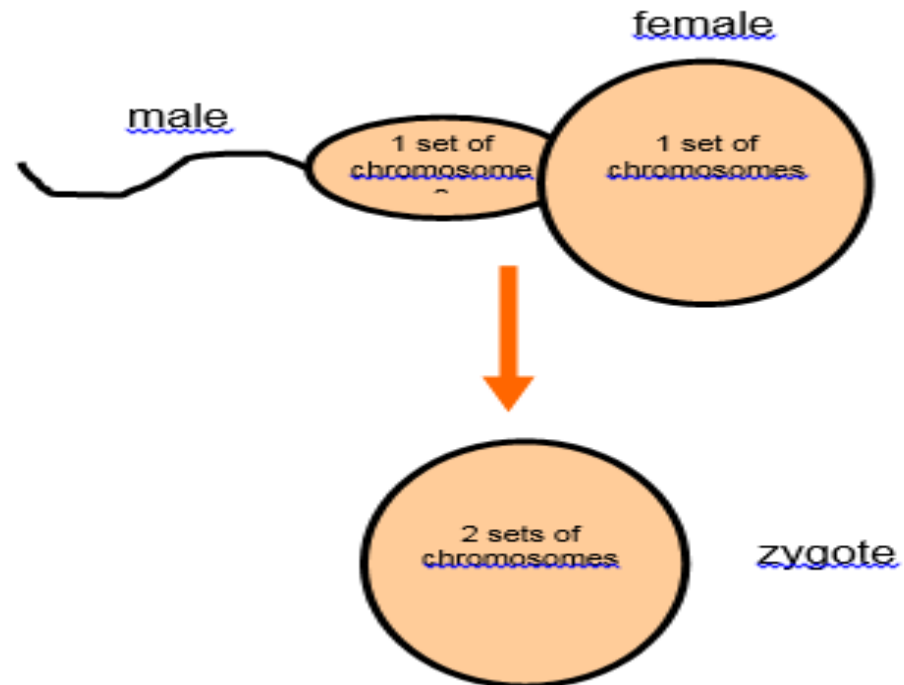 female
male
1 set of
chromosome
1 set of
chromosomes
2 sets of
chromosomes
zygote